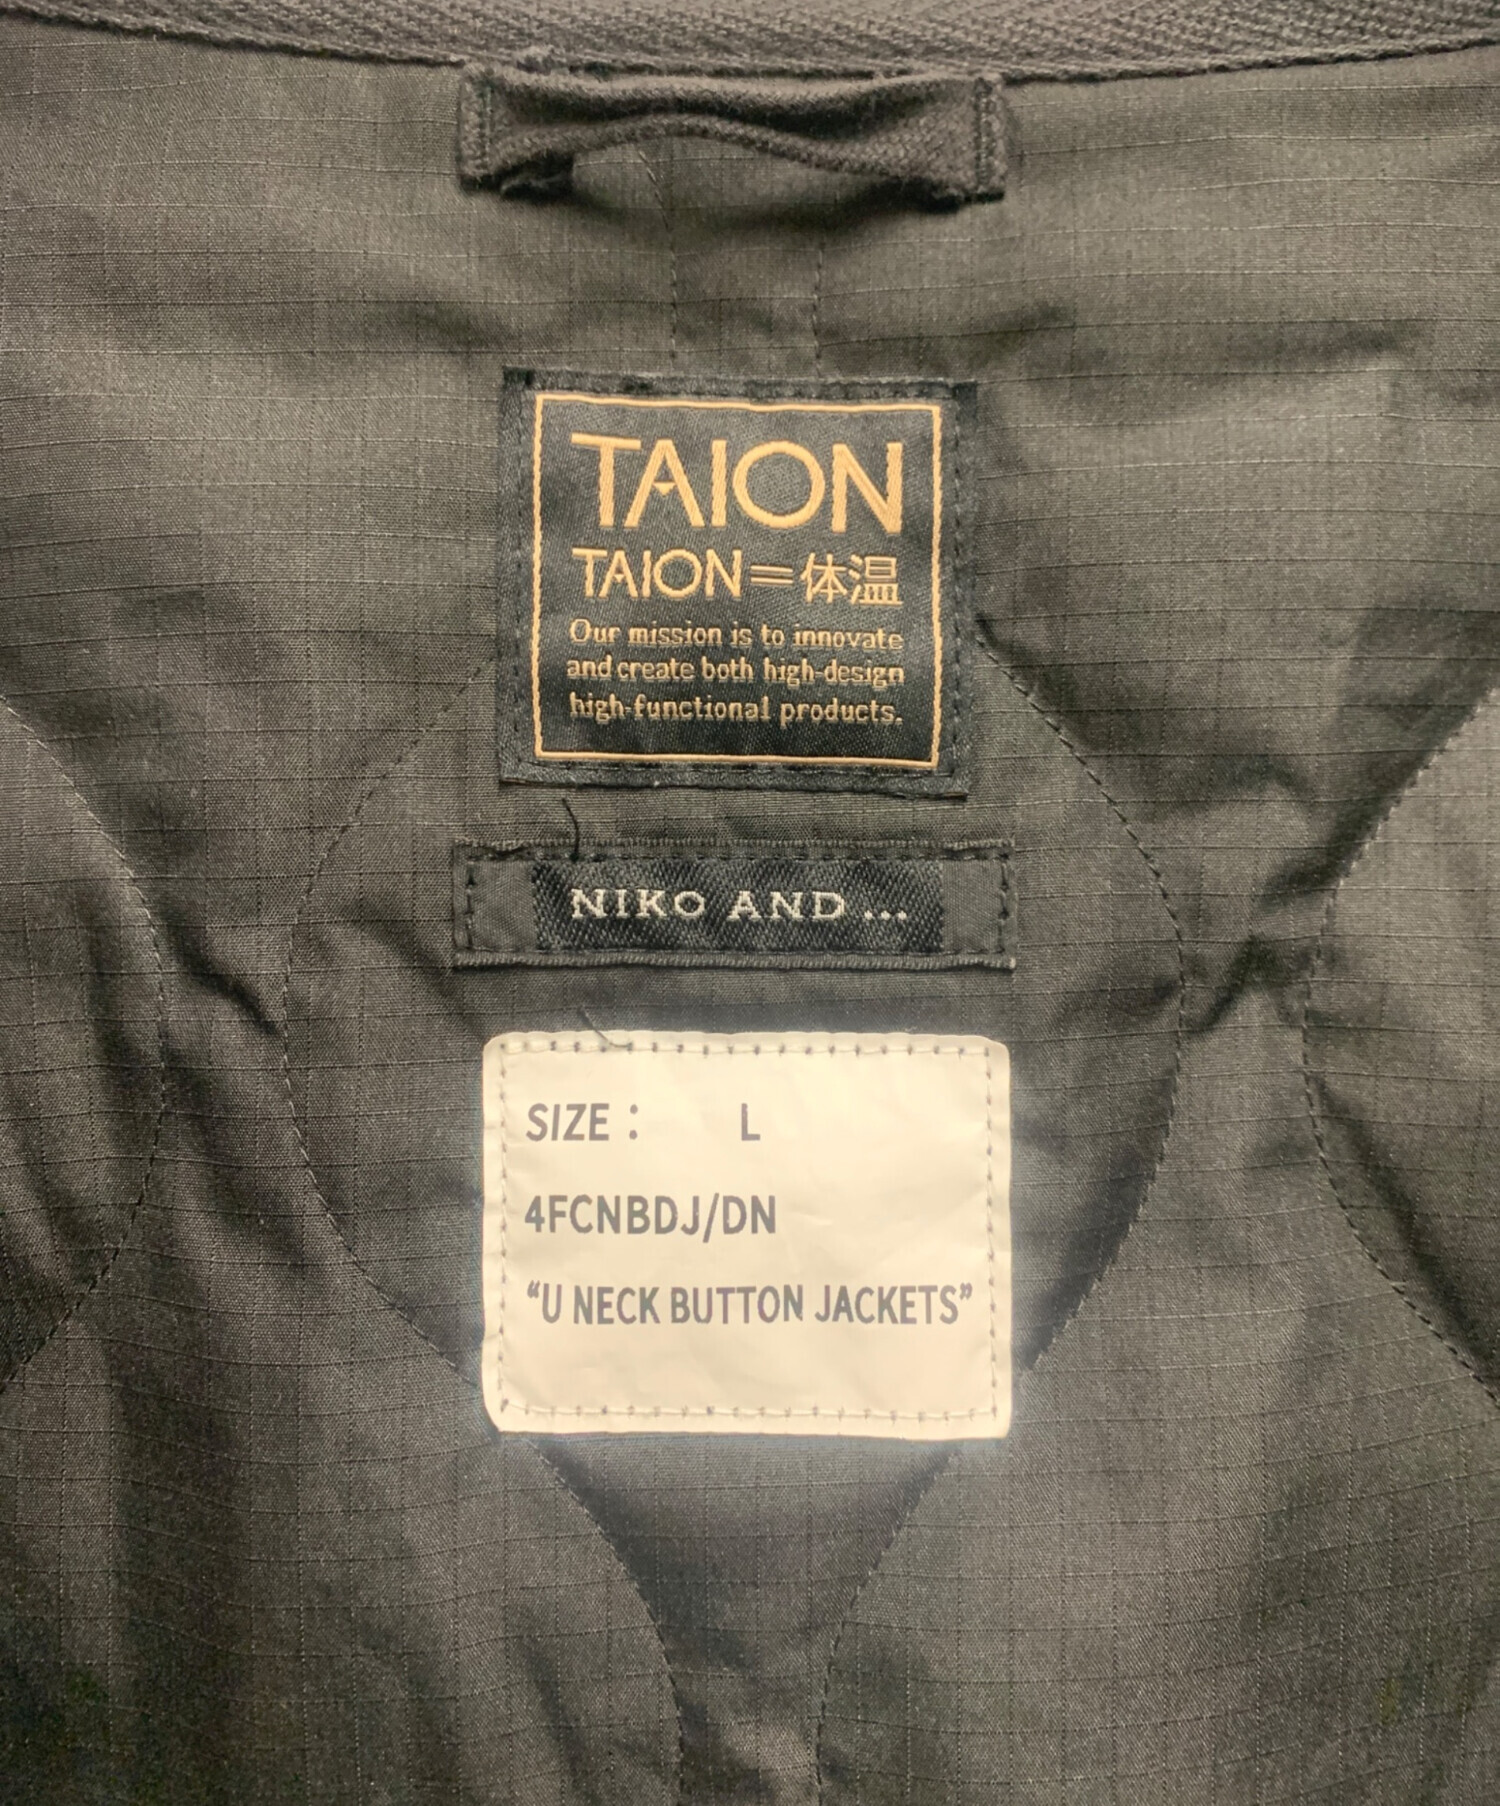 TAION
TAION=体温
Our mission is to innovate
and create both high-design
high-functional products.
NIKO AND ...
SIZE : L
4FCNBDJ/DN
“U NECK BUTTON JACKETS”